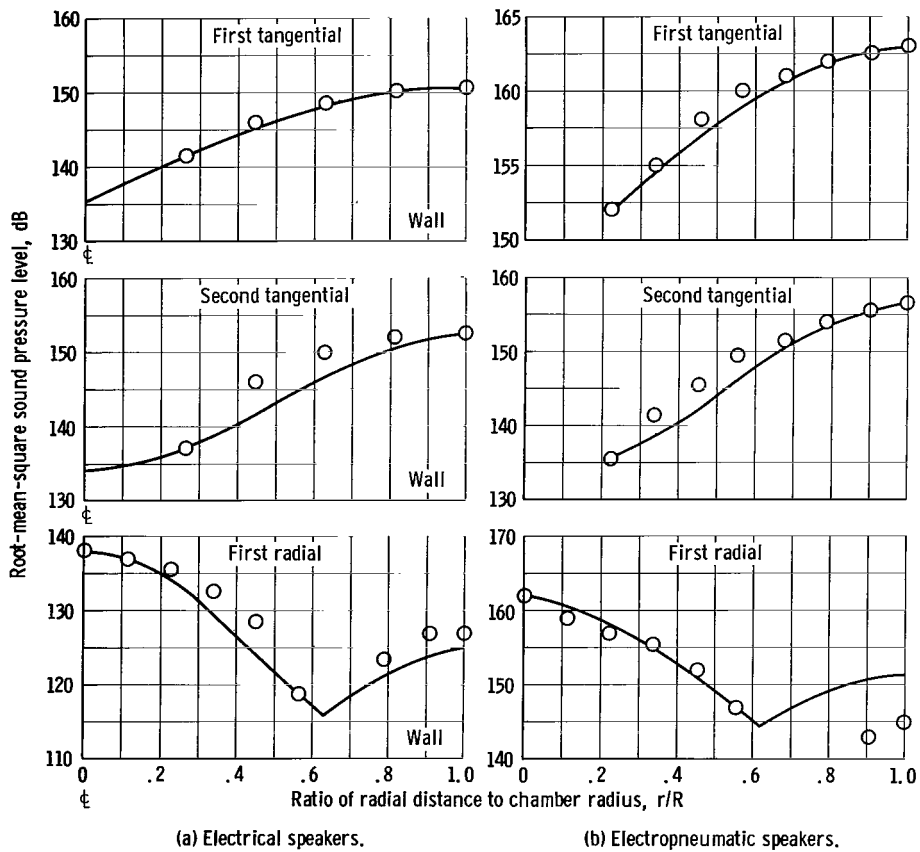 Root-mean-square sound pressure level, dB
160
150
140
130
℄
First tangential
Wall
165
160
155
150
First tangential
160
150
140
130
℄
Second tangential
Wall
160
150
140
130
Second tangential
140
130
120
110
First radial
Wall
0 .2 .4 .6 .8 1.0
℄
170
160
150
140
First radial
0 .2 .4 .6 .8 1.0
Ratio of radial distance to chamber radius, r/R
(a) Electrical speakers.
(b) Electropneumatic speakers.